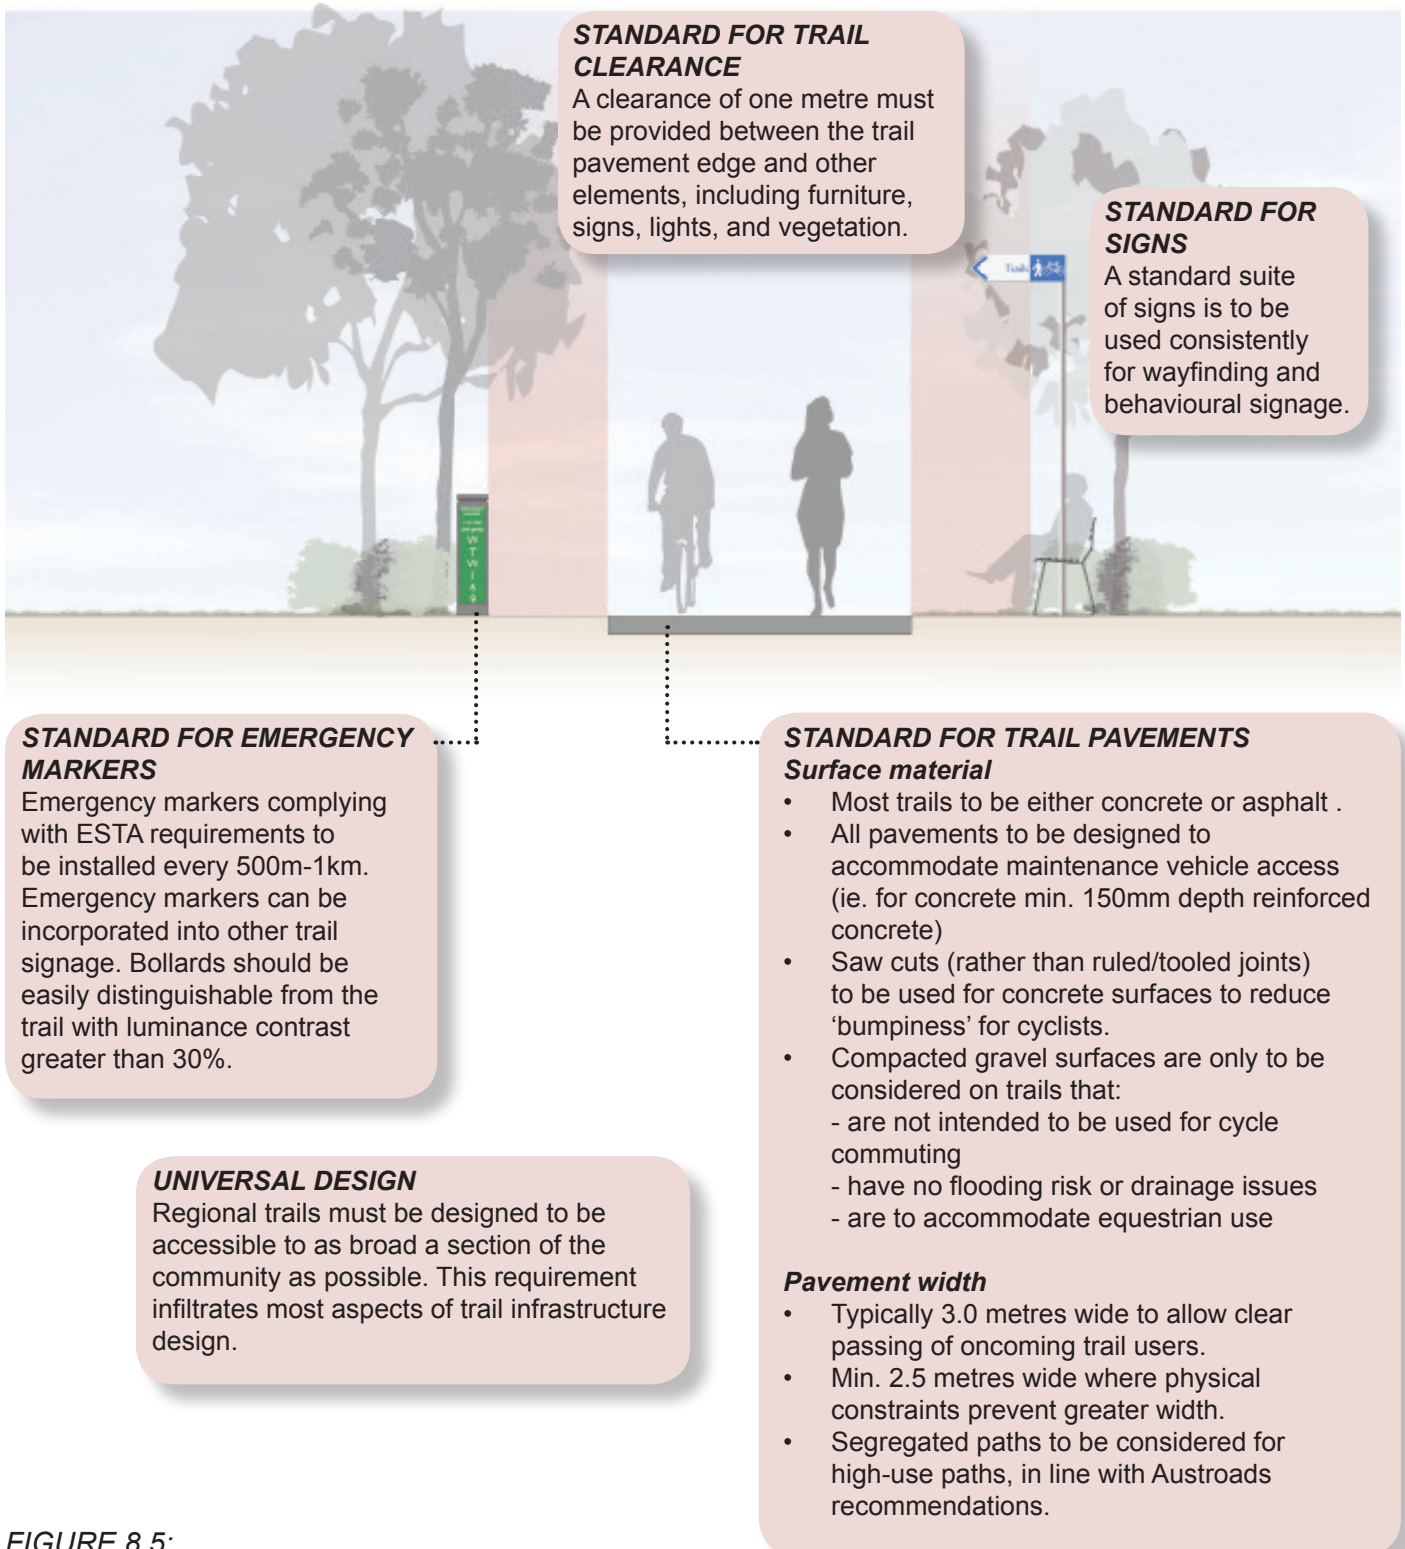 STANDARD FOR TRAIL
CLEARANCE
A clearance of one metre must
be provided between the trail
pavement edge and other
elements, including furniture,
signs, lights, and vegetation.
STANDARD FOR
SIGNS
A standard suite
of signs is to be
used consistently
for wayfinding and
behavioural signage.
Trail
W
T
W
STANDARD FOR EMERGENCY
MARKERS
Emergency markers complying
with ESTA requirements to
be installed every 500m-1km.
Emergency markers can be
incorporated into other trail
signage. Bollards should be
easily distinguishable from the
trail with luminance contrast
greater than 30%.
UNIVERSAL DESIGN
Regional trails must be designed to be
accessible to as broad a section of the
community as possible. This requirement
infiltrates most aspects of trail infrastructure
design.
STANDARD FOR TRAIL PAVEMENTS
Surface material
• Most trails to be either concrete or asphalt .
• All pavements to be designed to
accommodate maintenance vehicle access
(ie. for concrete min. 150mm depth reinforced
concrete)
• Saw cuts (rather than ruled/tooled joints)
to be used for concrete surfaces to reduce
‘bumpiness’ for cyclists.
• Compacted gravel surfaces are only to be
considered on trails that:
- are not intended to be used for cycle
commuting
- have no flooding risk or drainage issues
- are to accommodate equestrian use
Pavement width
• Typically 3.0 metres wide to allow clear
passing of oncoming trail users.
• Min. 2.5 metres wide where physical
constraints prevent greater width.
• Segregated paths to be considered for
high-use paths, in line with Austroads
recommendations.
FIGURE 8.5: